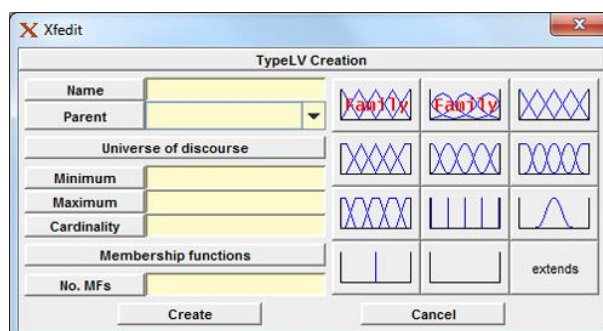 Xfedit
TypeLV Creation
Name
Parent
Universe of discourse
Minimum
Maximum
Cardinality
Membership functions
No. MFs
Family
Family
extends
Create
Cancel